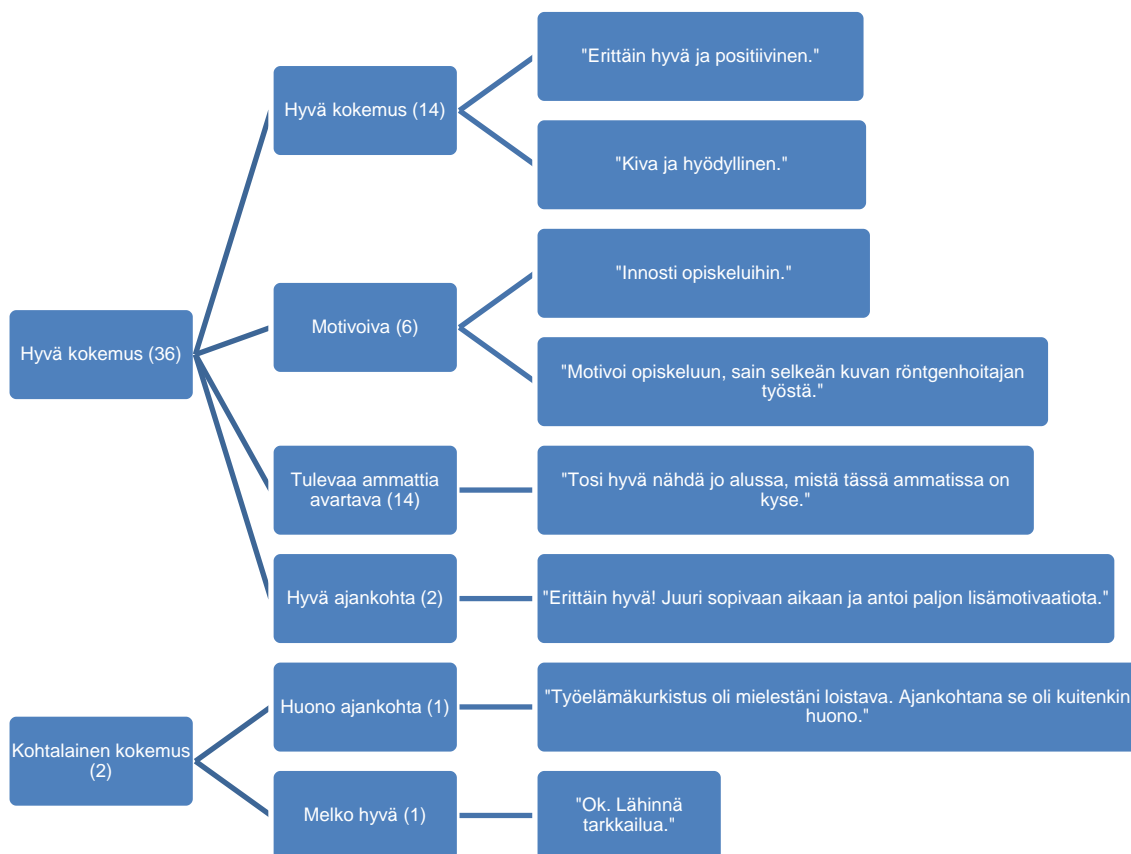 "Erittäin hyvä ja positiivinen."
Hyvä kokemus (14)
"Kiva ja hyödyllinen."
"Innosti opiskeluihin."
Motivoiva (6)
Hyvä kokemus (36)
"Motivoi opiskeluun, sain selkeän kuvan röntgenhoitajan
työstä."
Tulevaa ammattia
avartava (14)
"Tosi hyvä nähdä jo alussa, mistä tässä ammatissa on
kyse."
Hyvä ajankohta (2)
"Erittäin hyvä! Juuri sopivaan aikaan ja antoi paljon lisämotivaatiota."
Huono ajankohta (1)
"Työelämäkurkistus oli mielestäni loistava. Ajankohtana se oli kuitenkin
huono."
Kohtalainen kokemus
(2)
Melko hyvä (1)
"Ok. Lähinnä
tarkkailua."